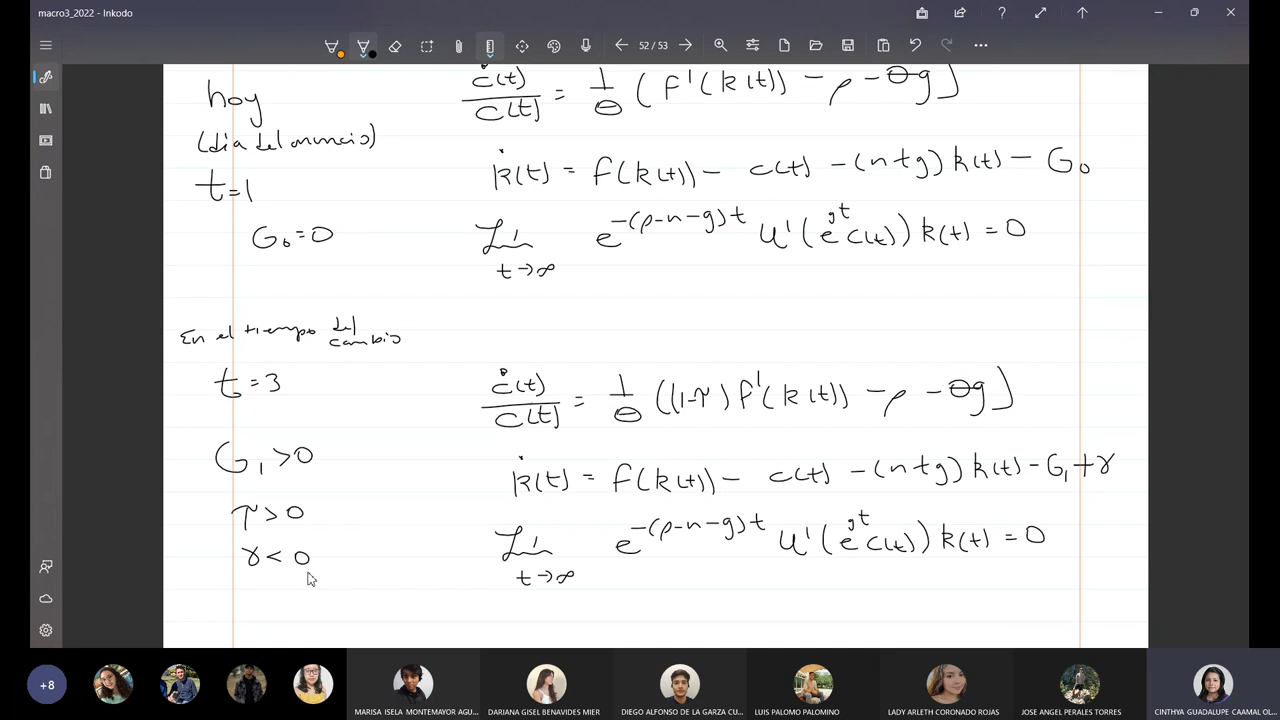 macro3_2022 - Inkodo
52 / 53
hoy
(día del anuncio)
t=1
G₀=0
ċ(t)/c(t) = 1/θ (f'(k(t)) - ρ - θg]
k̇(t) = f(k(t)) - c(t) - (n+g)k(t) - G₀
Lim t→∞ e^-(ρ-n-g)t u'(e^gt c(t)) k(t) = 0
En el tiempo del cambio
t=3
G₁>0
τ>0
γ<0
ċ(t)/c(t) = 1/θ ((1-τ)f'(k(t)) - ρ - θg]
k̇(t) = f(k(t)) - c(t) - (n+g)k(t) - G₁+γ
Lim t→∞ e^-(ρ-n-g)t u'(e^gt c(t)) k(t) = 0
+8
MARISA ISELA MONTEMAYOR AGU...
DARIANA GISEL BENAVIDES MIER
DIEGO ALFONSO DE LA GARZA CU...
LUIS PALOMO PALOMINO
LADY ARLETH CORONADO ROJAS
JOSE ANGEL PERALES TORRES
CINTHYA GUADALUPE CAAMAL OL...